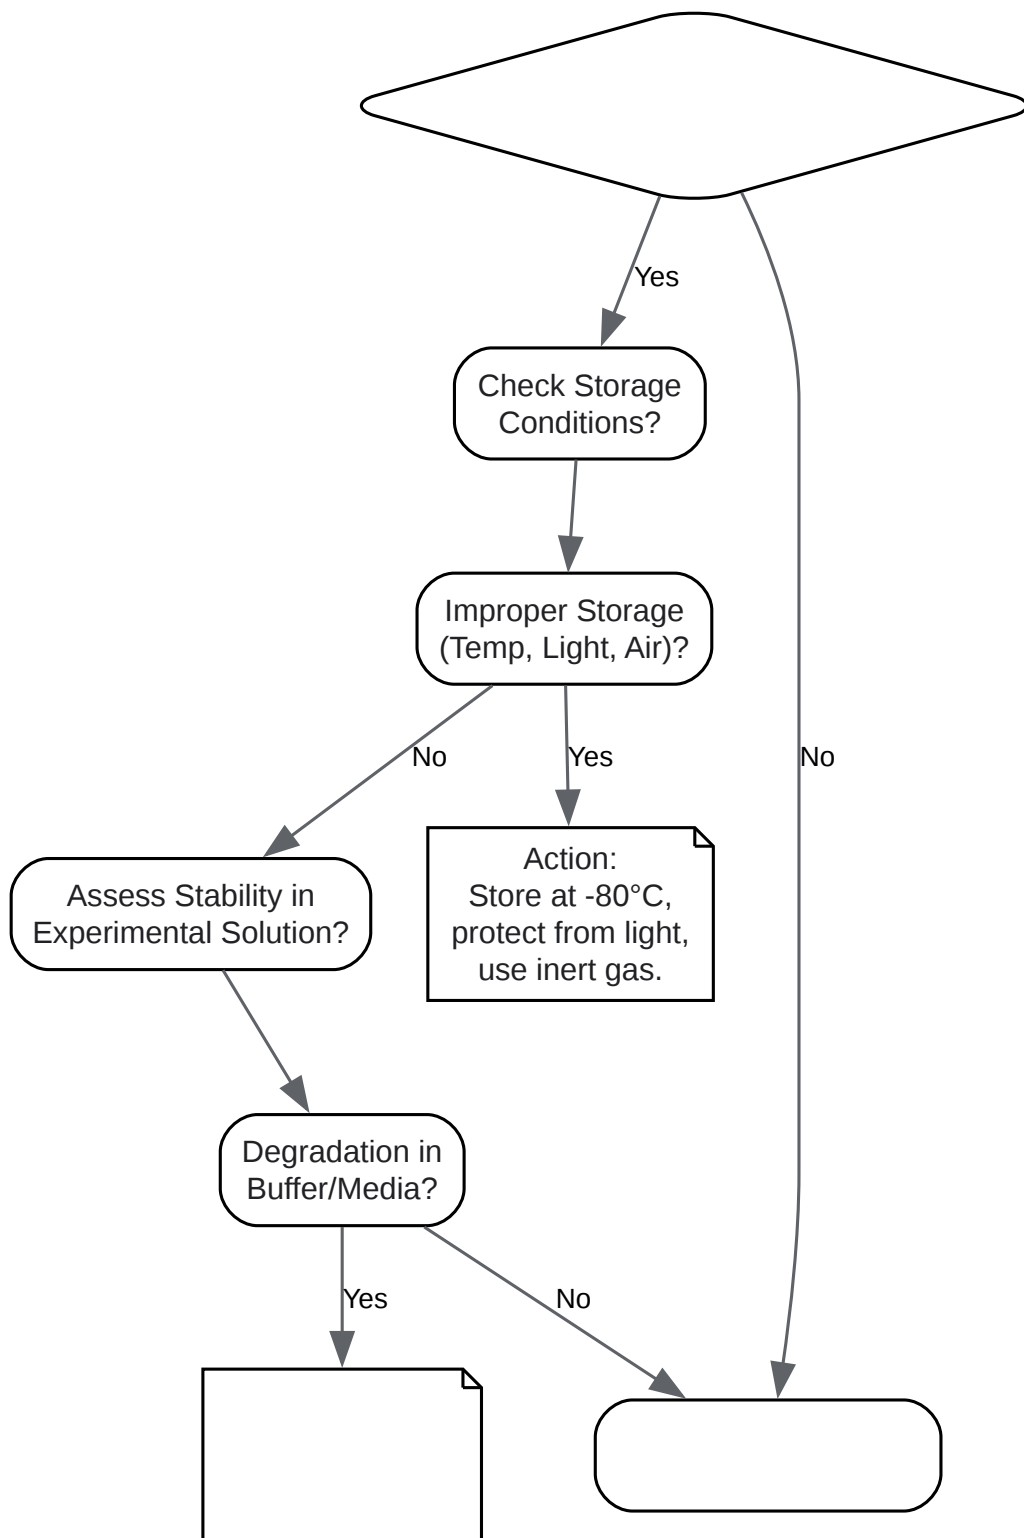 Yes
Check Storage
Conditions?
Improper Storage
(Temp, Light, Air)?
No
Yes
No
Action:
Store at -80°C,
protect from light,
use inert gas.
Assess Stability in
Experimental Solution?
Degradation in
Buffer/Media?
Yes
No